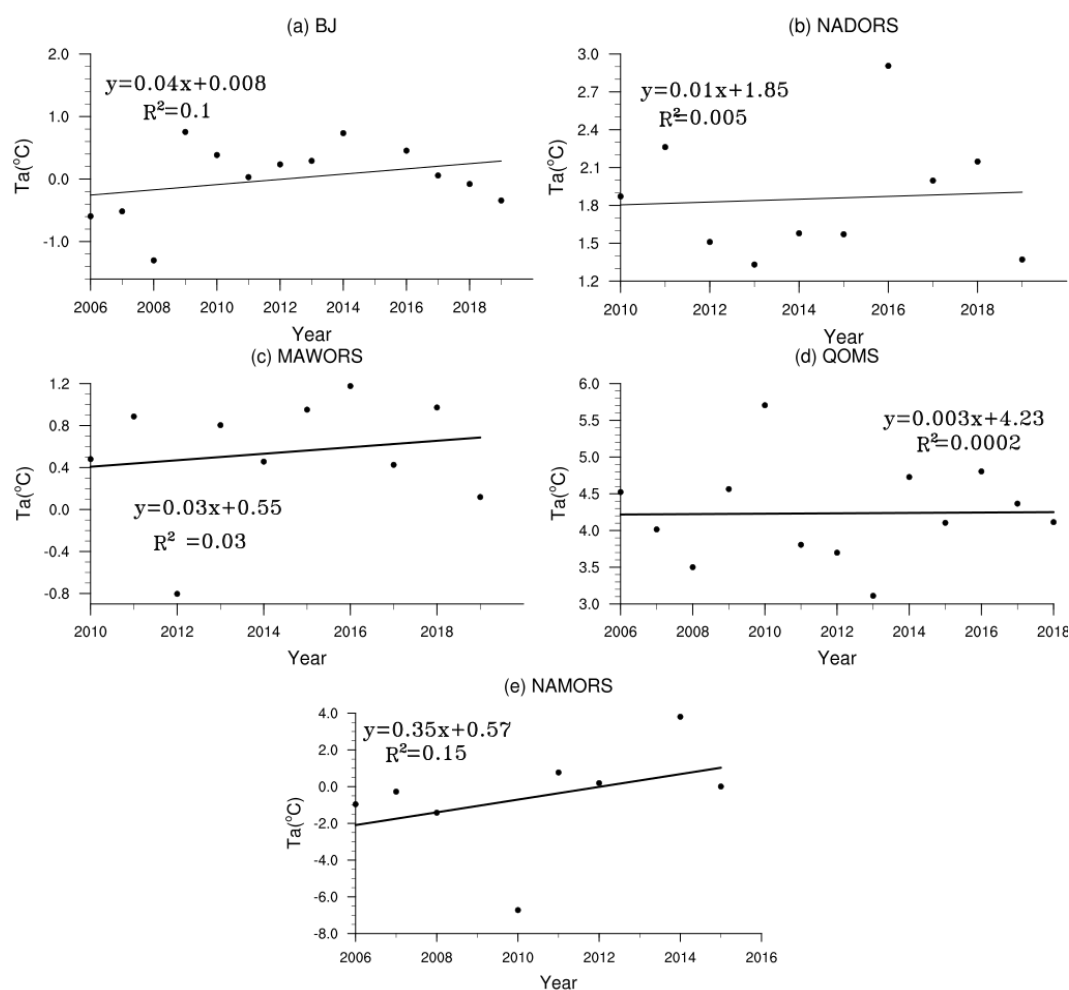 (a) BJ
Ta(°C)
2.0
1.0
0.0
-1.0
y=0.04x+0.008
R²=0.1
2006 2008 2010 2012 2014 2016 2018
Year
(b) NADORS
Ta(°C)
3.0
2.7
2.4
2.1
1.8
1.5
1.2
y=0.01x+1.85
R²=0.005
2010 2012 2014 2016 2018
Year
(c) MAWORS
Ta(°C)
1.2
0.8
0.4
0.0
-0.4
-0.8
y=0.03x+0.55
R² =0.03
2010 2012 2014 2016 2018
Year
(d) QOMS
Ta(°C)
6.0
5.5
5.0
4.5
4.0
3.5
3.0
y=0.003x+4.23
R²=0.0002
2006 2008 2010 2012 2014 2016 2018
Year
(e) NAMORS
Ta(°C)
4.0
2.0
0.0
-2.0
-4.0
-6.0
-8.0
y=0.35x+0.57
R²=0.15
2006 2008 2010 2012 2014 2016
Year